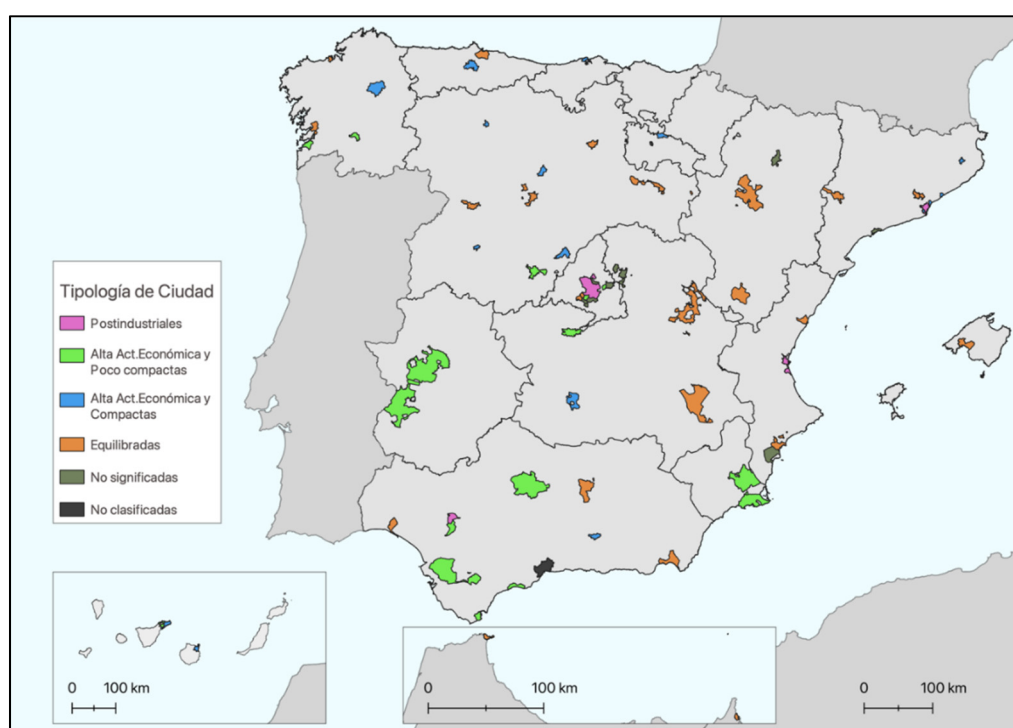 Tipología de Ciudad
Postindustriales
Alta Act.Económica y
Poco compactas
Alta Act.Económica y
Compactas
Equilibradas
No significadas
No clasificadas
0 100 km
0 100 km
0 100 km